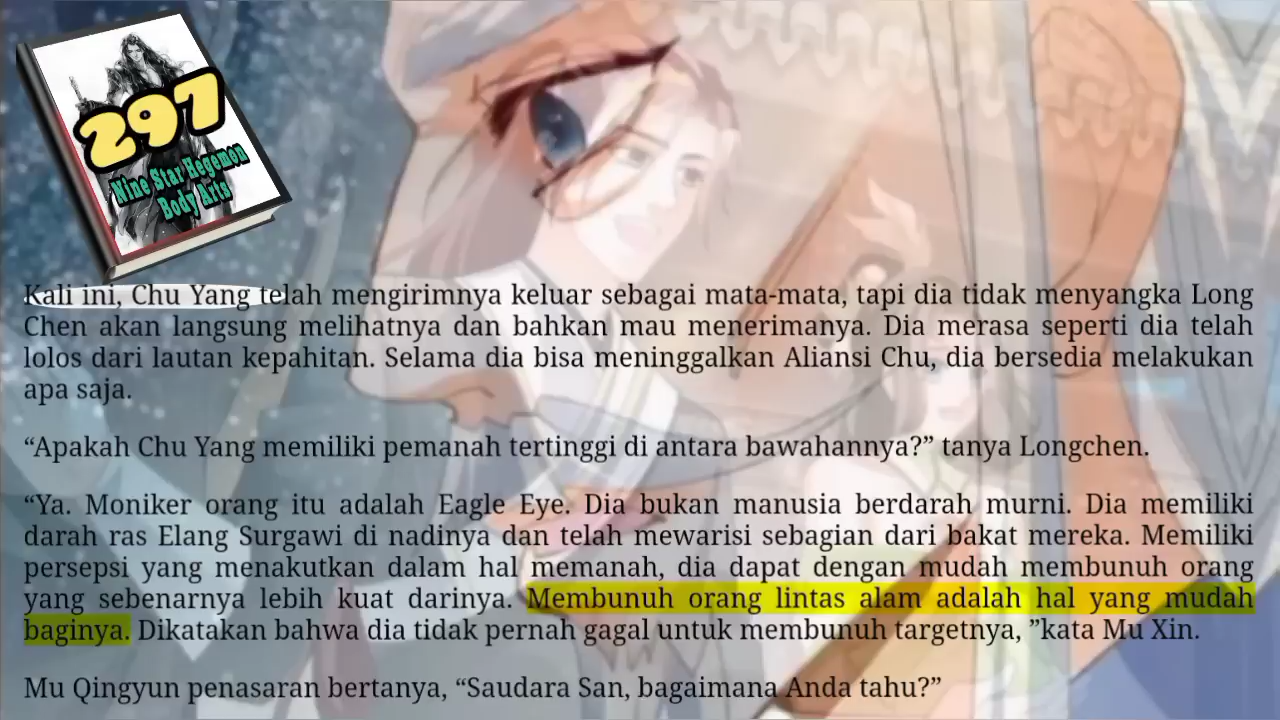 297
Nine Star Hegemon
Body Arts
Kali ini, Chu Yang telah mengirimnya keluar sebagai mata-mata, tapi dia tidak menyangka Long
Chen akan langsung melihatnya dan bahkan mau menerimanya. Dia merasa seperti dia telah
lolos dari lautan kepahitan. Selama dia bisa meninggalkan Aliansi Chu, dia bersedia melakukan
apa saja.
“Apakah Chu Yang memiliki pemanah tertinggi di antara bawahannya?” tanya Longchen.
“Ya. Moniker orang itu adalah Eagle Eye. Dia bukan manusia berdarah murni. Dia memiliki
darah ras Elang Surgawi di nadinya dan telah mewarisi sebagian dari bakat mereka. Memiliki
persepsi yang menakutkan dalam hal memanah, dia dapat dengan mudah membunuh orang
yang sebenarnya lebih kuat darinya. Membunuh orang lintas alam adalah hal yang mudah
baginya. Dikatakan bahwa dia tidak pernah gagal untuk membunuh targetnya, ”kata Mu Xin.
Mu Qingyun penasaran bertanya, “Saudara San, bagaimana Anda tahu?”